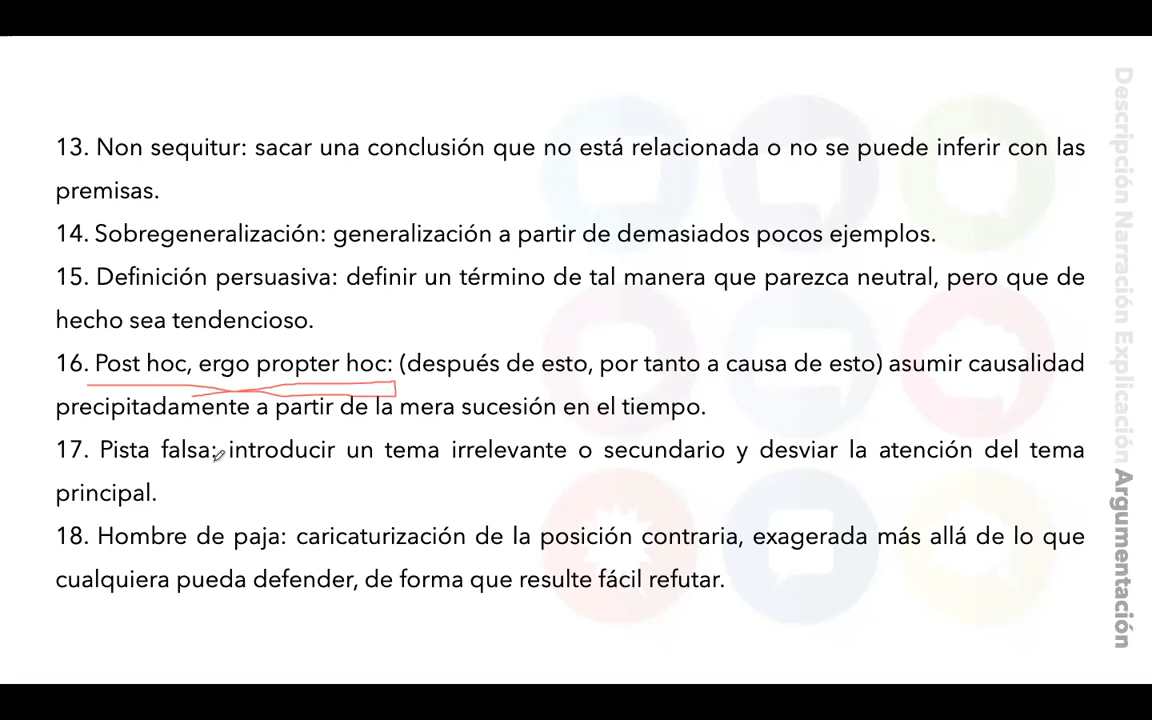 13. Non sequitur: sacar una conclusión que no está relacionada o no se puede inferir con las
premisas.
14. Sobregeneralización: generalización a partir de demasiados pocos ejemplos.
15. Definición persuasiva: definir un término de tal manera que parezca neutral, pero que de
hecho sea tendencioso.
16. Post hoc, ergo propter hoc: (después de esto, por tanto a causa de esto) asumir causalidad
precipitadamente a partir de la mera sucesión en el tiempo.
17. Pista falsa: introducir un tema irrelevante o secundario y desviar la atención del tema
principal.
18. Hombre de paja: caricaturización de la posición contraria, exagerada más allá de lo que
cualquiera pueda defender, de forma que resulte fácil refutar.
Descripción Narración Explicación Argumentación